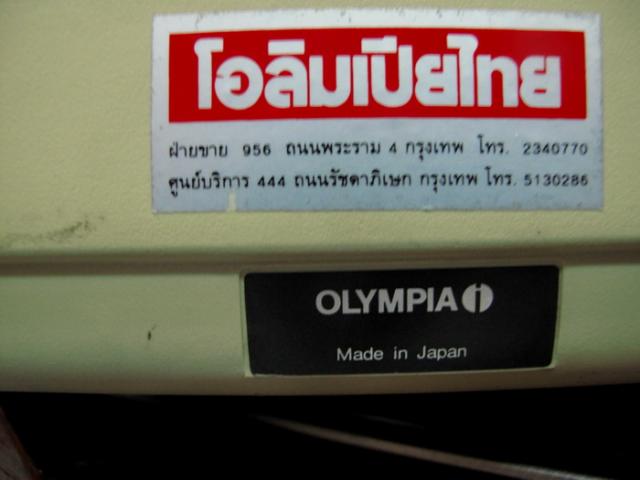 โอลิมเปียไทย
ฝ่ายขาย 956 ถนนพระราม 4 กรุงเทพ โทร. 2340770
ศูนย์บริการ 444 ถนนรัชดาภิเษก กรุงเทพ โทร. 5130286
OLYMPIA i
Made in Japan